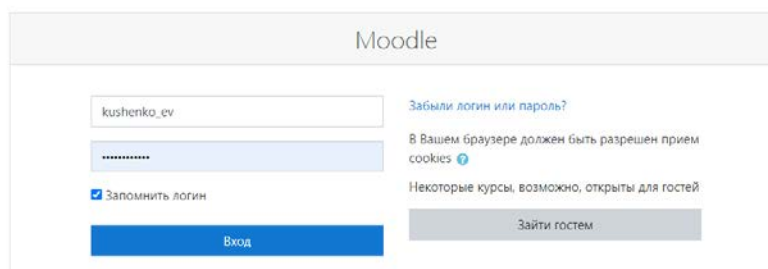 Moodle
kushenko_ev
••••••••••••
Запомнить логин
Вход
Забыли логин или пароль?
В Вашем браузере должен быть разрешен прием
cookies
Некоторые курсы, возможно, открыты для гостей
Зайти гостем